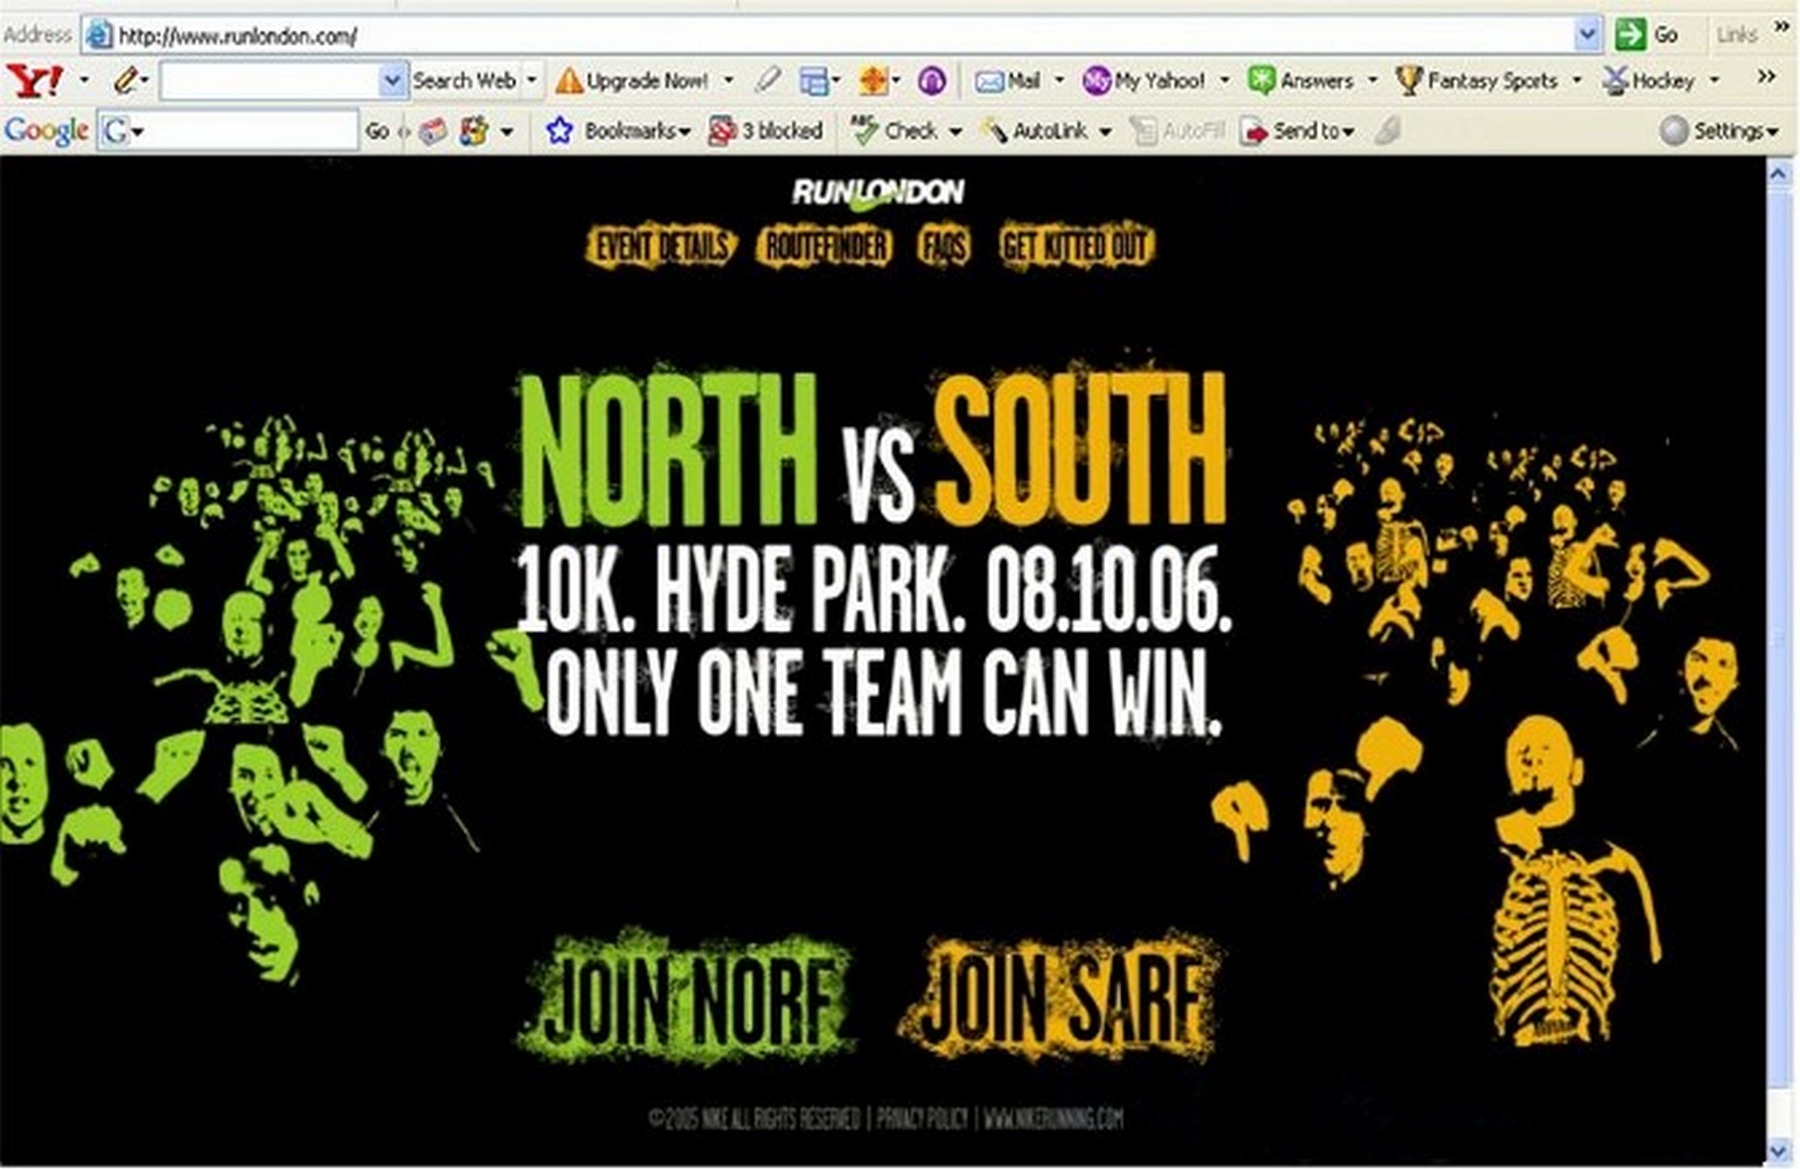 Address http://www.runlondon.com/ Go Links »
Y! Search Web Upgrade Now! Mail My My Yahoo! Answers Fantasy Sports Hockey »
Google G Go Bookmarks 3 blocked ABC Check AutoLink AutoFill Send to Settings
RUNLONDON
EVENT DETAILS ROUTEFINDER FAQS GET KITTED OUT
NORTH VS SOUTH
10K. HYDE PARK. 08.10.06.
ONLY ONE TEAM CAN WIN.
JOIN NORF JOIN SARF
©2005 NIKE ALL RIGHTS RESERVED | PRIVACY POLICY | WWW.NIKERUNNING.COM